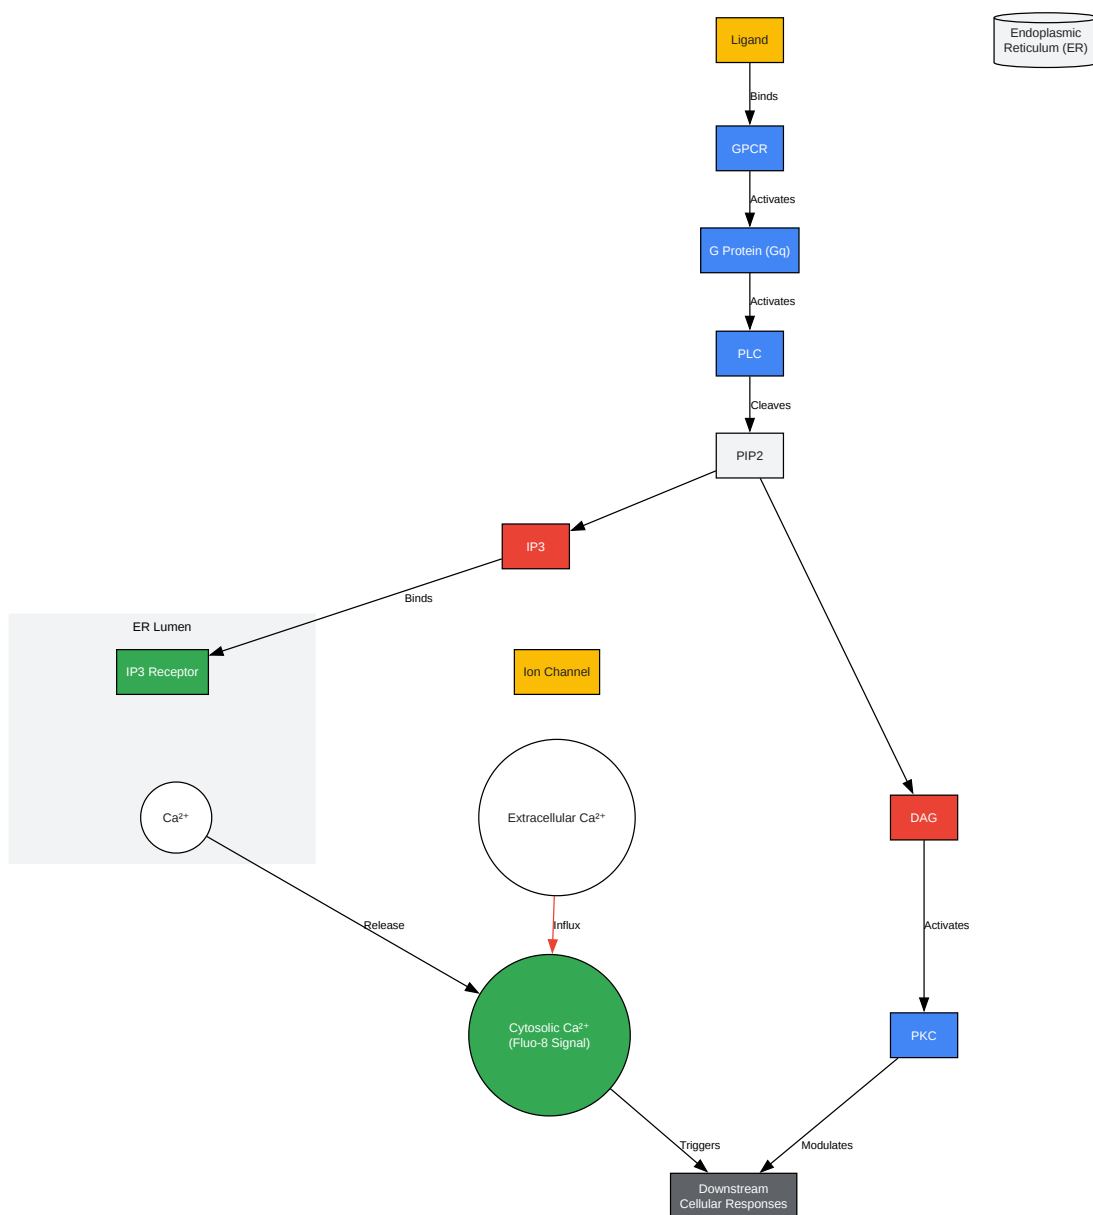 Ligand
Endoplasmic
Reticulum (ER)
Binds
GPCR
Activates
G Protein (Gq)
Activates
PLC
Cleaves
PIP2
IP3
Binds
ER Lumen
IP3 Receptor
Ion Channel
Ca²⁺
Extracellular Ca²⁺
DAG
Release
Influx
Activates
Cytosolic Ca²⁺
(Fluo-8 Signal)
PKC
Triggers
Modulates
Downstream
Cellular Responses